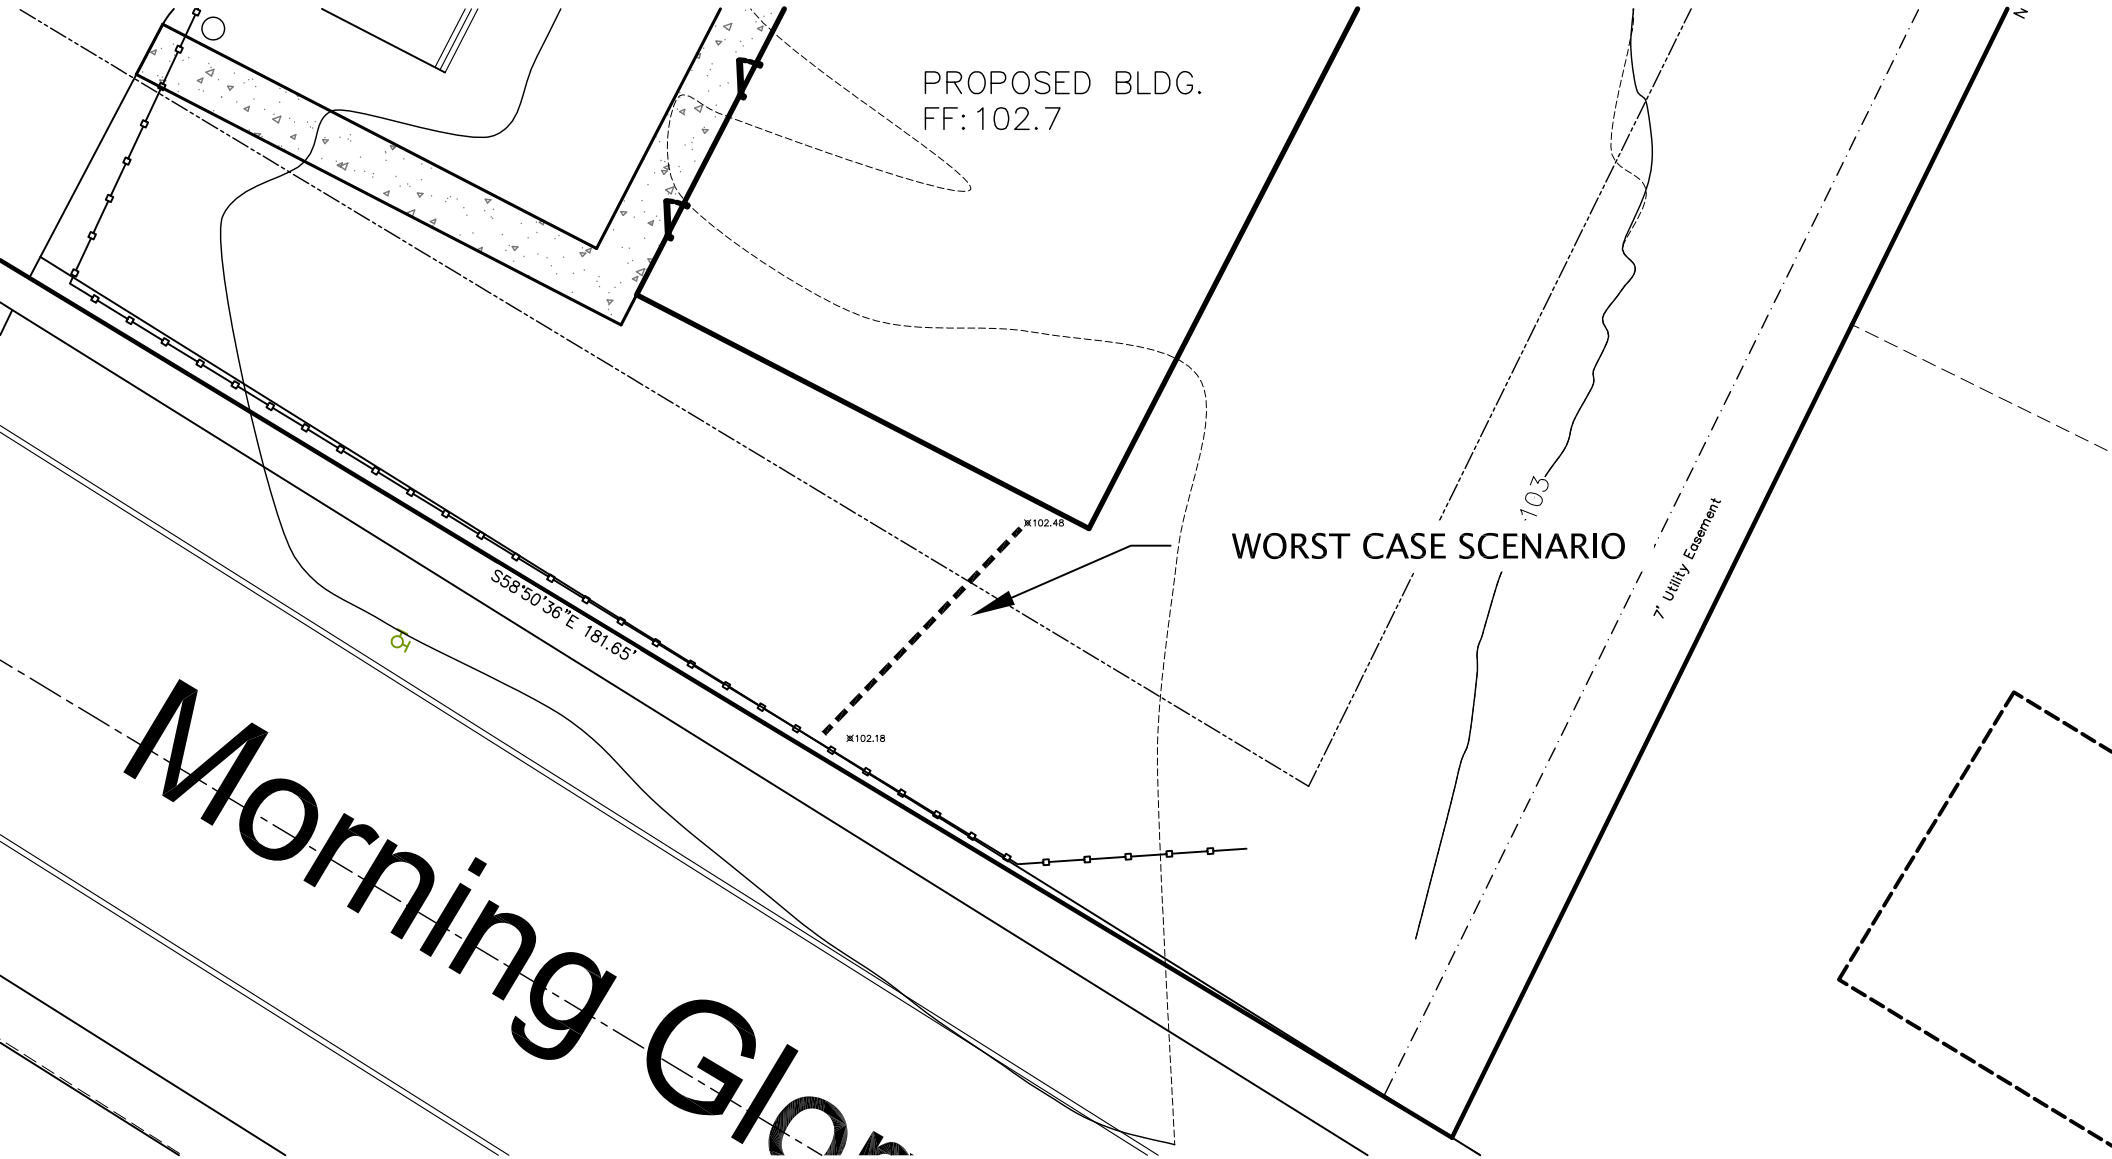 N
PROPOSED BLDG.
FF:102.7
103
102.48
WORST CASE SCENARIO
7' Utility Easement
S58°50'36"E 181.65'
102.18
Morning